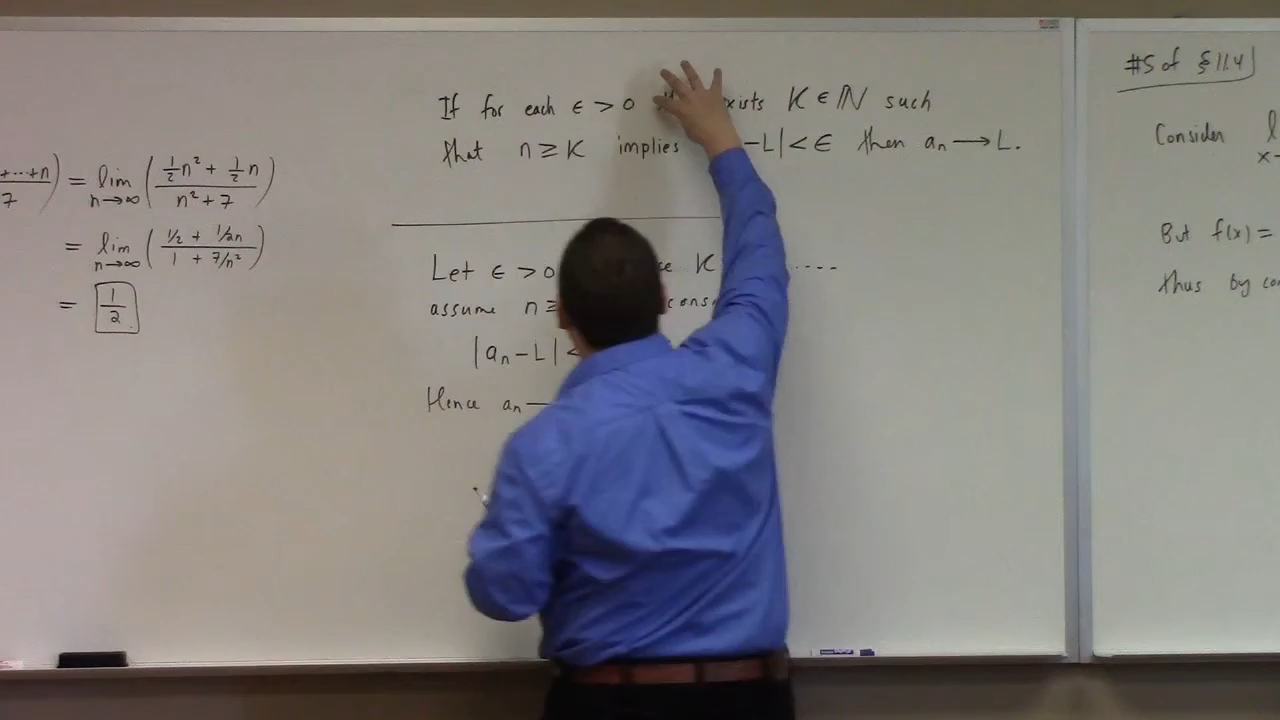 +⋯+n / 7) = lim n→∞ ((½n² + ½n)/(n² + 7))
= lim n→∞ ((1/2 + 1/2n)/(1 + 7/n²))
= 1/2
If for each ε > 0 exists K ∈ ℕ such
that n ≥ K implies -L| < ε then aₙ → L.
Let ε > 0 K ....
assume n ≥ cons
|aₙ - L| <
Hence aₙ —
#5 of §11.4
Consider
x→
But f(x) =
thus by